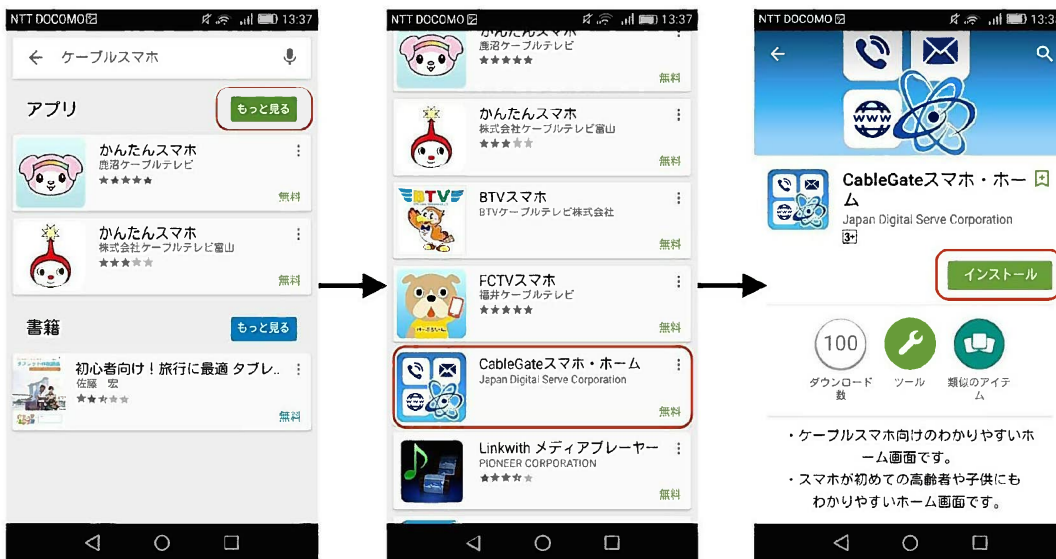 NTT DOCOMO 13:37
ケーブルスマホ
アプリ もっと見る
かんたんスマホ
鹿沼ケーブルテレビ
無料
かんたんスマホ
株式会社ケーブルテレビ富山
無料
書籍 もっと見る
初心者向け！旅行に最適 タブレ..
佐藤 宏
無料
NTT DOCOMO 13:37
かんたんスマホ
鹿沼ケーブルテレビ
無料
かんたんスマホ
株式会社ケーブルテレビ富山
無料
BTV
BTVスマホ
BTVケーブルテレビ株式会社
無料
FCTVスマホ
福井ケーブルテレビ
無料
CableGateスマホ・ホーム
Japan Digital Serve Corporation
無料
Linkwith メディアプレーヤー
PIONEER CORPORATION
無料
NTT DOCOMO 13:37
www
CableGateスマホ・ホー
ム
Japan Digital Serve Corporation
3+
インストール
100
ダウンロード
数
ツール
類似のアイテ
ム
・ケーブルスマホ向けのわかりやすいホ
ーム画面です。
・スマホが初めての高齢者や子供にも
わかりやすいホーム画面です。